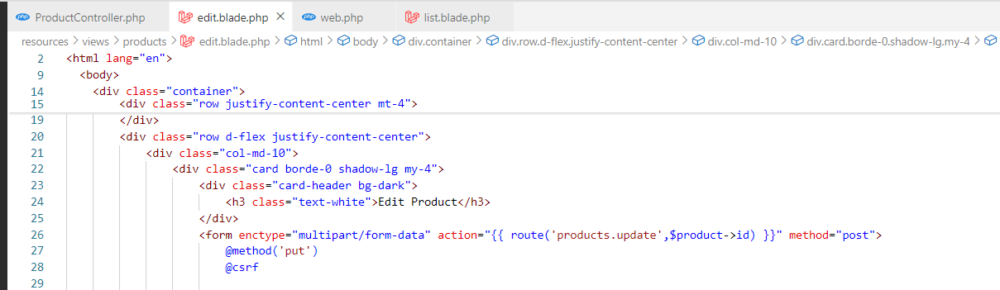 php ProductController.php edit.blade.php × php web.php list.blade.php
resources > views > products > edit.blade.php > html > body > div.container > div.row.d-flex.justify-content-center > div.col-md-10 > div.card.borde-0.shadow-lg.my-4 >
2 <html lang="en">
9 <body>
14 <div class="container">
15 <div class="row justify-content-center mt-4">
19 </div>
20 <div class="row d-flex justify-content-center">
21 <div class="col-md-10">
22 <div class="card borde-0 shadow-lg my-4">
23 <div class="card-header bg-dark">
24 <h3 class="text-white">Edit Product</h3>
25 </div>
26 <form enctype="multipart/form-data" action="{{ route('products.update',$product->id) }}" method="post">
27 @method('put')
28 @csrf
29